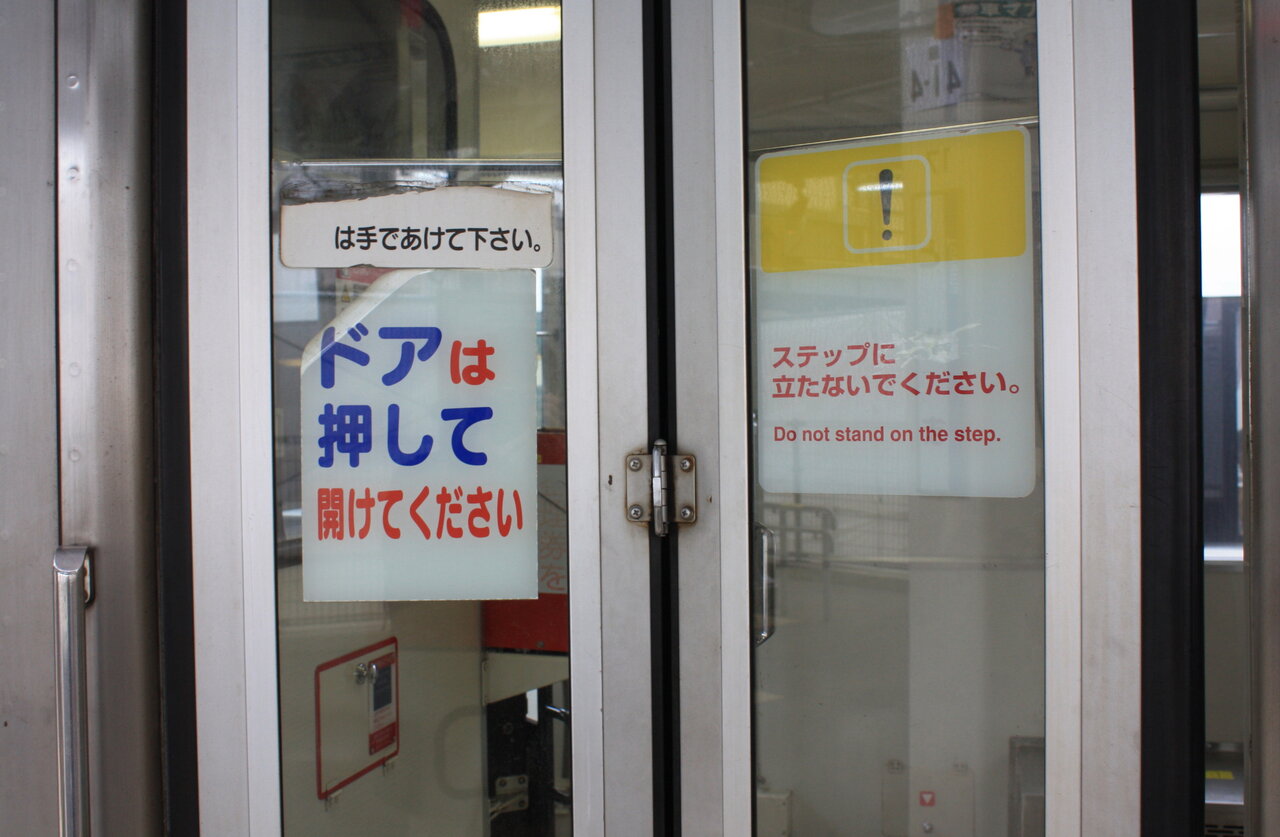 は手であけて下さい。
ドアは
押して
開けてください
!
ステップに
立たないでください。
Do not stand on the step.